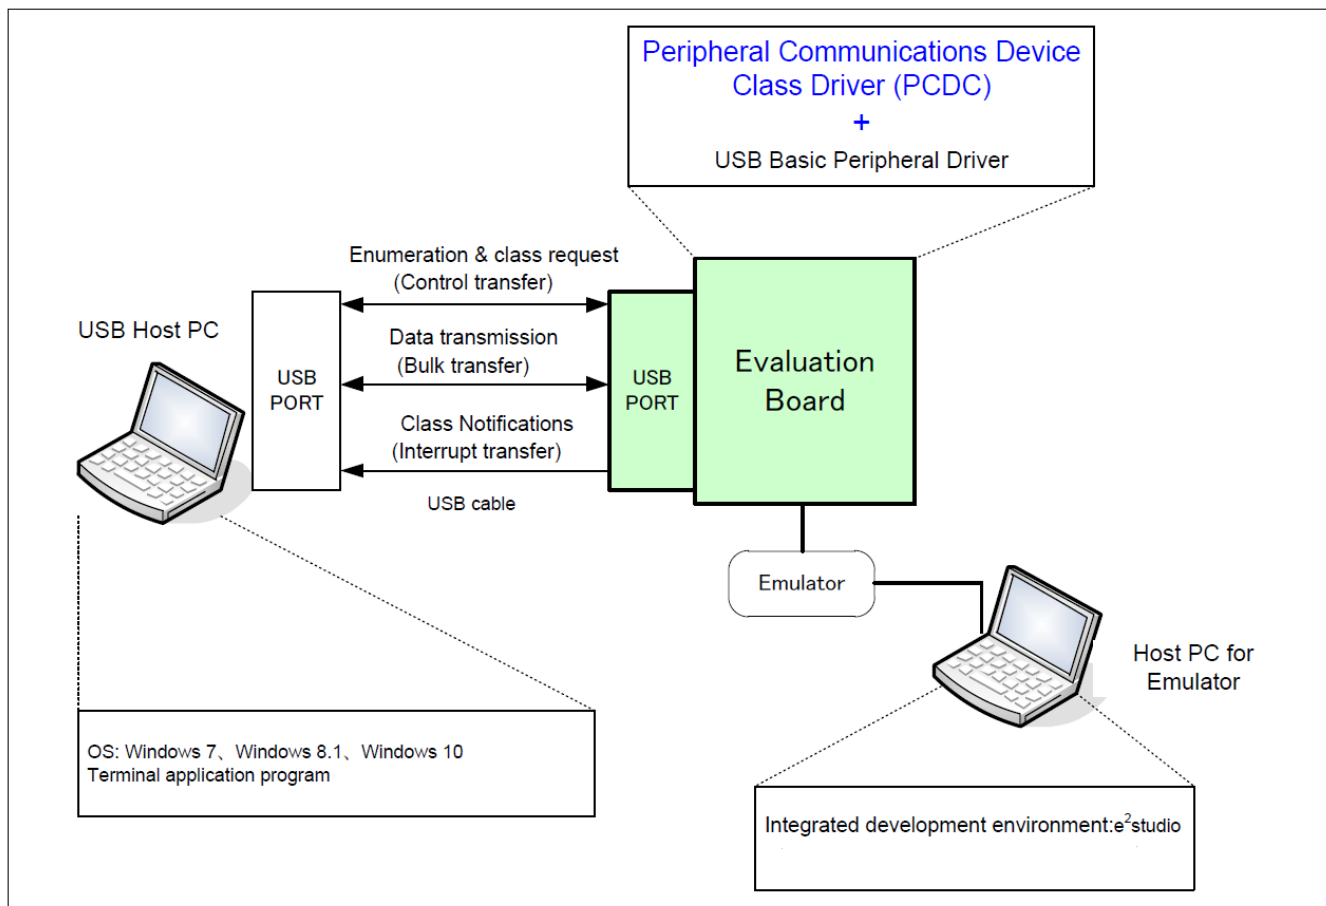 Peripheral Communications Device
Class Driver (PCDC)
+
USB Basic Peripheral Driver
Enumeration & class request
(Control transfer)
USB Host PC
Data transmission
(Bulk transfer)
USB
PORT
USB
PORT
Evaluation
Board
Class Notifications
(Interrupt transfer)
USB cable
Emulator
Host PC for
Emulator
OS: Windows 7、Windows 8.1、Windows 10
Terminal application program
Integrated development environment:e²studio